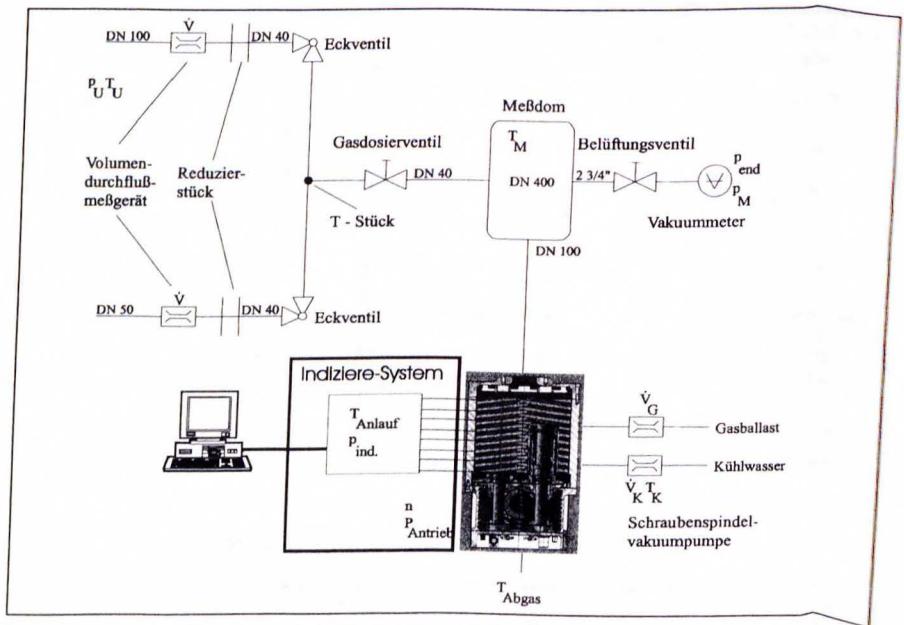 DN 100
V̇
DN 40
Eckventil
p_U T_U
Volumen-
durchfluß-
meßgerät
Reduzier-
stück
Gasdosierventil
DN 40
T - Stück
Meßdom
T_M
DN 400
Belüftungsventil
2 3/4"
p_end
p_M
Vakuummeter
DN 100
DN 50
V̇
DN 40
Eckventil
Indiziere-System
T_Anlauf
p_ind.
n
P_Antrieb
V̇_G
Gasballast
Kühlwasser
V̇_K T_K
Schraubenspindel-
vakuumpumpe
T_Abgas